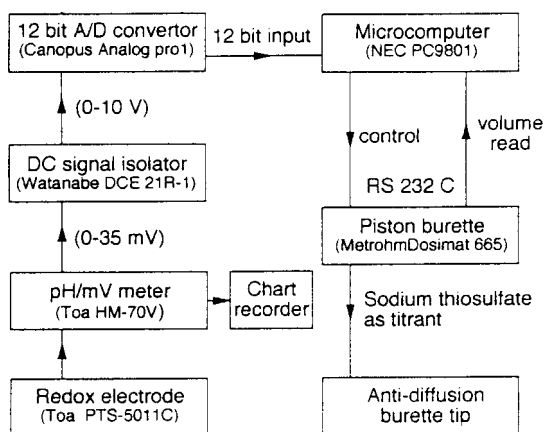 12 bit A/D convertor
(Canopus Analog pro1)
12 bit input
Microcomputer
(NEC PC9801)
(0-10 V)
control
volume
read
DC signal isolator
(Watanabe DCE 21R-1)
RS 232 C
Piston burette
(MetrohmDosimat 665)
(0-35 mV)
pH/mV meter
(Toa HM-70V)
Chart
recorder
Sodium thiosulfate
as titrant
Redox electrode
(Toa PTS-5011C)
Anti-diffusion
burette tip